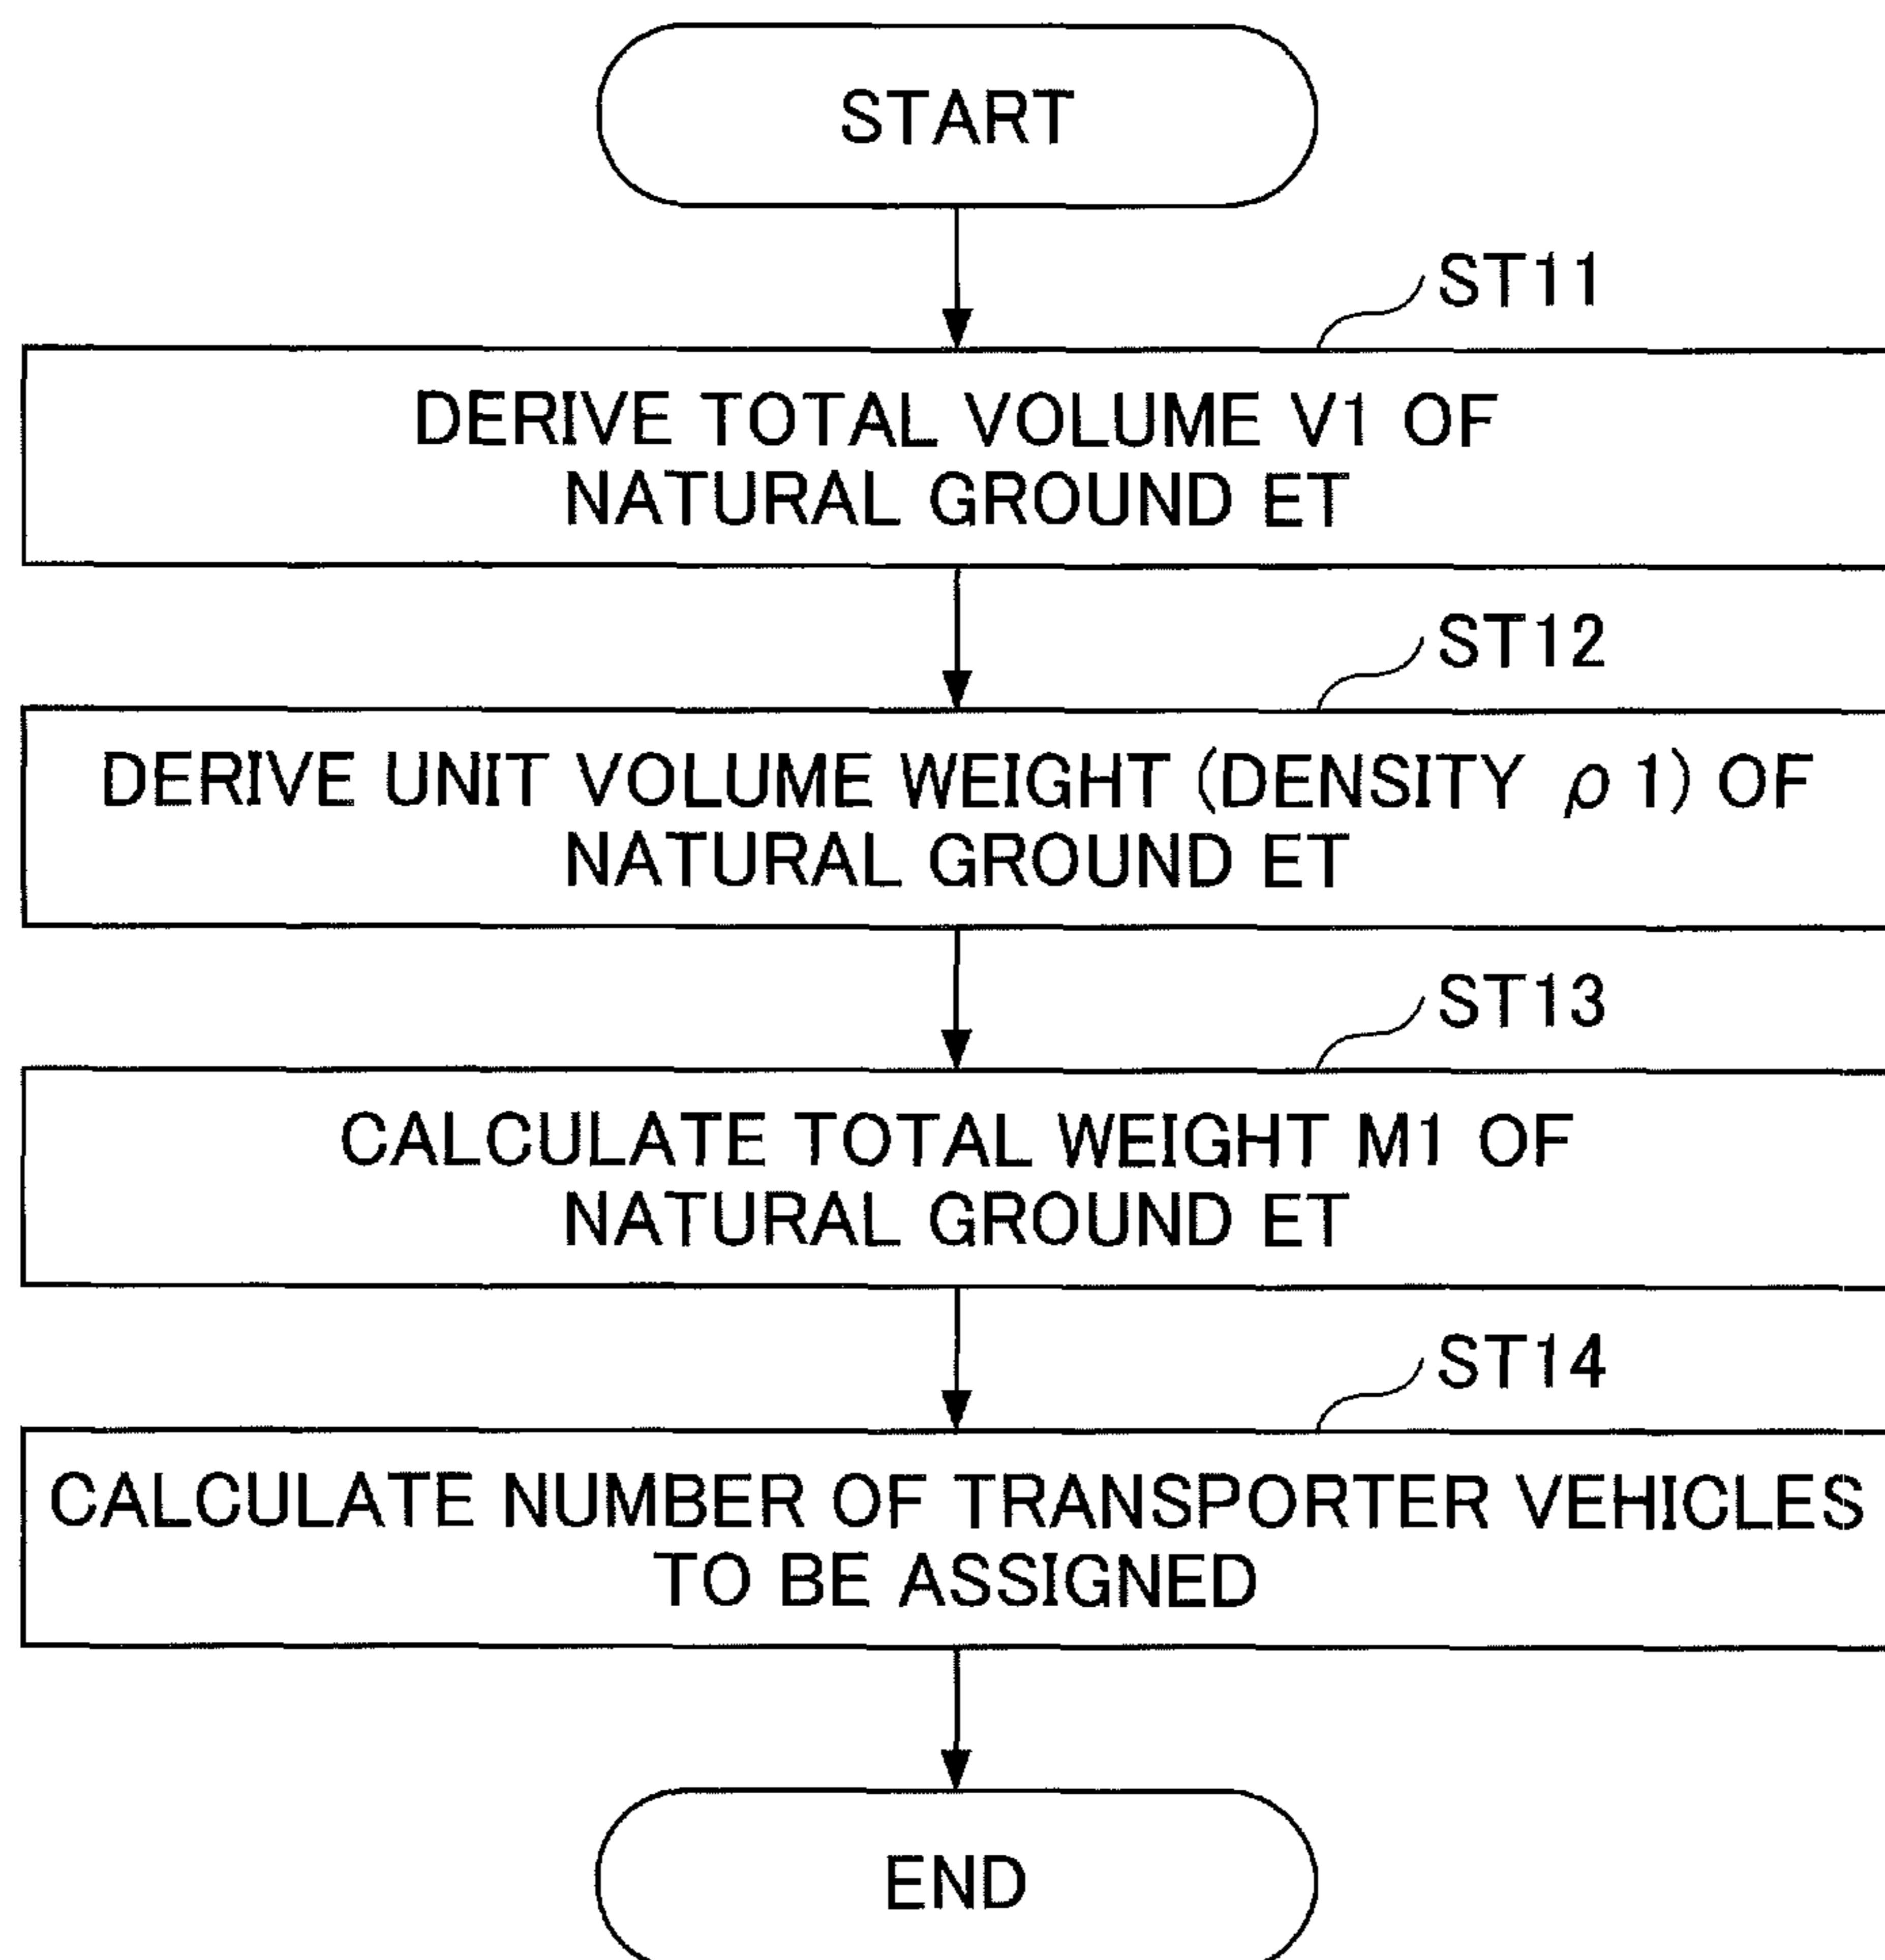 START
ST11
DERIVE TOTAL VOLUME V1 OF
NATURAL GROUND ET
ST12
DERIVE UNIT VOLUME WEIGHT (DENSITY ρ 1) OF
NATURAL GROUND ET
ST13
CALCULATE TOTAL WEIGHT M1 OF
NATURAL GROUND ET
ST14
CALCULATE NUMBER OF TRANSPORTER VEHICLES
TO BE ASSIGNED
END